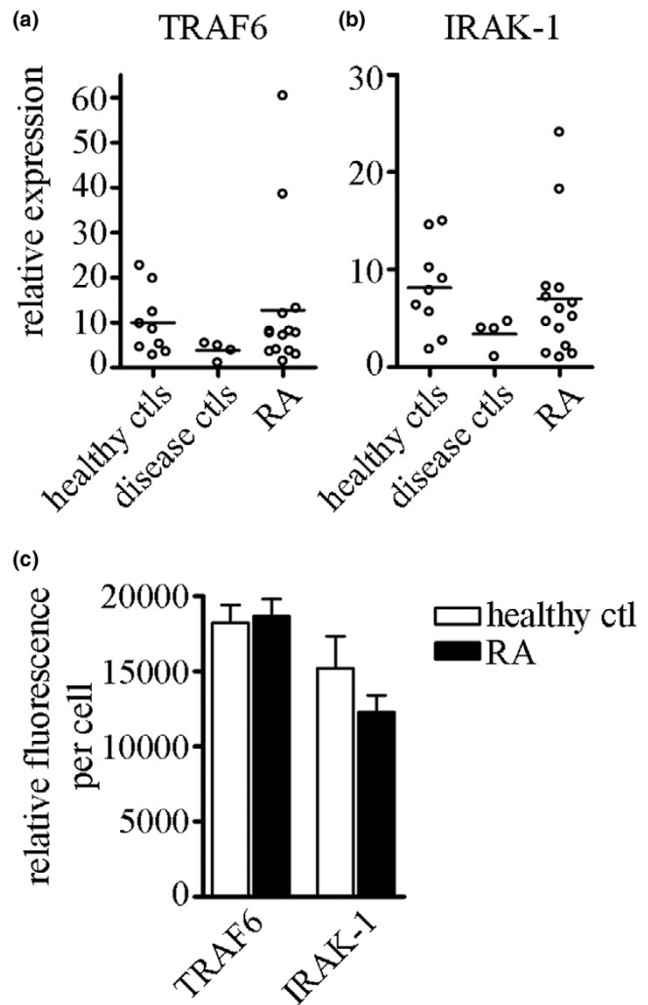 (a)
TRAF6
relative expression
60
50
40
30
20
10
0
healthy ctls
disease ctls
RA
(b)
IRAK-1
30
20
10
0
healthy ctls
disease ctls
RA
(c)
relative fluorescence
per cell
20000
15000
10000
5000
0
TRAF6
IRAK-1
healthy ctl
RA